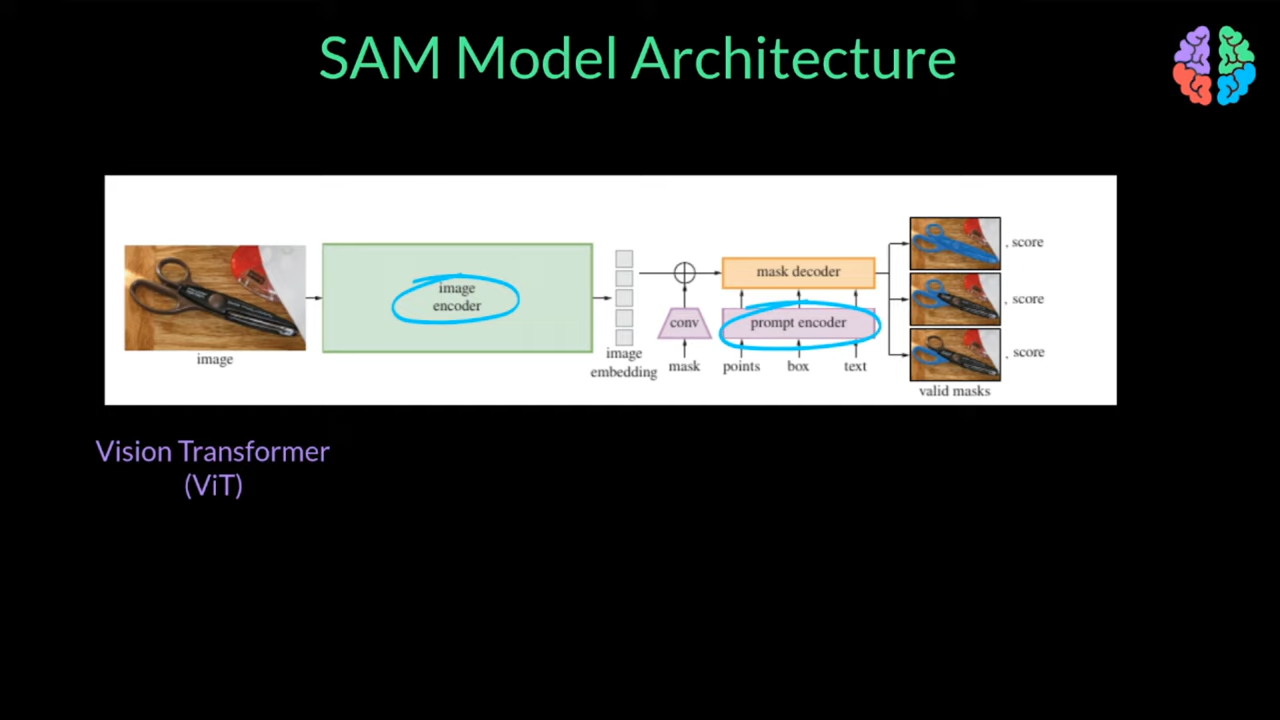 SAM Model Architecture
image
encoder
image
image
embedding
conv
mask
mask decoder
prompt encoder
points
box
text
, score
, score
, score
valid masks
Vision Transformer
(ViT)